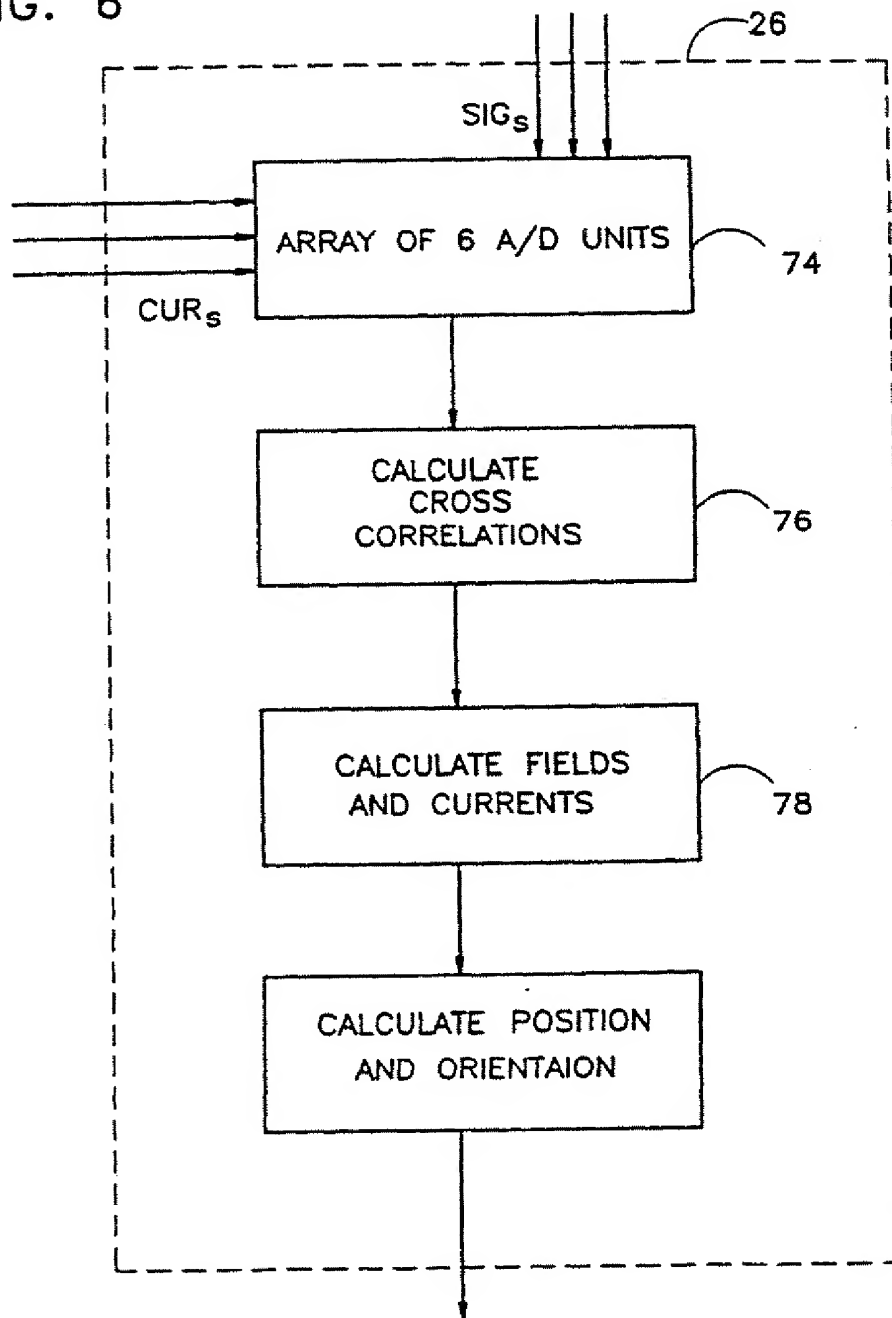 FIG. 6
26
SIGs
ARRAY OF 6 A/D UNITS
74
CURs
CALCULATE
CROSS
CORRELATIONS
76
CALCULATE FIELDS
AND CURRENTS
78
CALCULATE POSITION
AND ORIENTAION